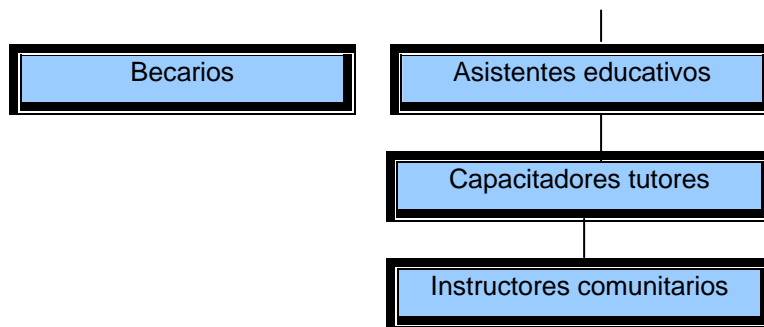 Becarios
Asistentes educativos
Capacitadores tutores
Instructores comunitarios